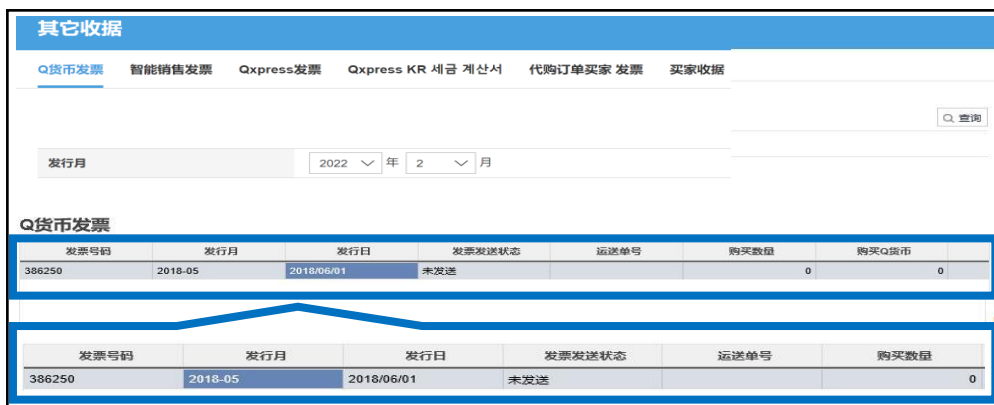 其它收据
Q货币发票 智能销售发票 Qxpress发票 Qxpress KR 세금 계산서 代购订单买家 发票 买家收据
查询
发行月 2022 年 2 月
Q货币发票
发票号码 发行月 发行日 发票发送状态 运送单号 购买数量 购买Q货币
386250 2018-05 2018/06/01 未发送 0 0
发票号码 发行月 发行日 发票发送状态 运送单号 购买数量
386250 2018-05 2018/06/01 未发送 0